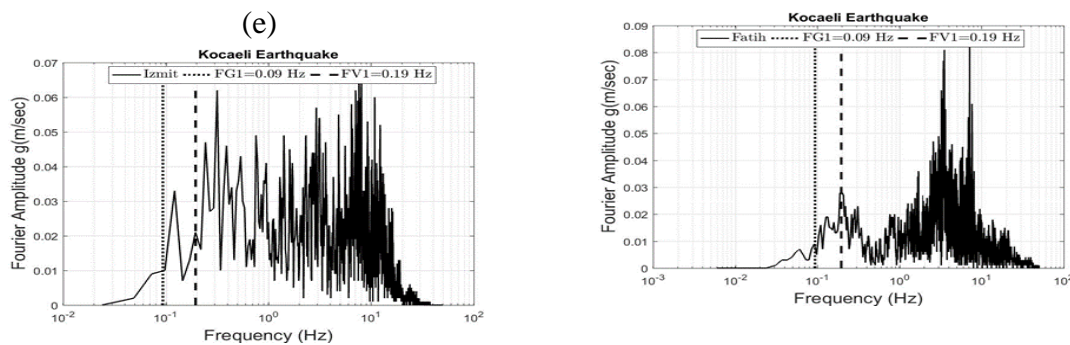 (e)
Kocaeli Earthquake
Izmit FG1=0.09 Hz FV1=0.19 Hz
0.07
0.06
0.05
0.04
0.03
0.02
0.01
0
Fourier Amplitude g(m/sec)
10-2 10-1 100 101 102
Frequency (Hz)
Kocaeli Earthquake
Fatih FG1=0.09 Hz FV1=0.19 Hz
0.09
0.08
0.07
0.06
0.05
0.04
0.03
0.02
0.01
0
Fourier Amplitude g(m/sec)
10-3 10-2 10-1 100 101 102
Frequency (Hz)